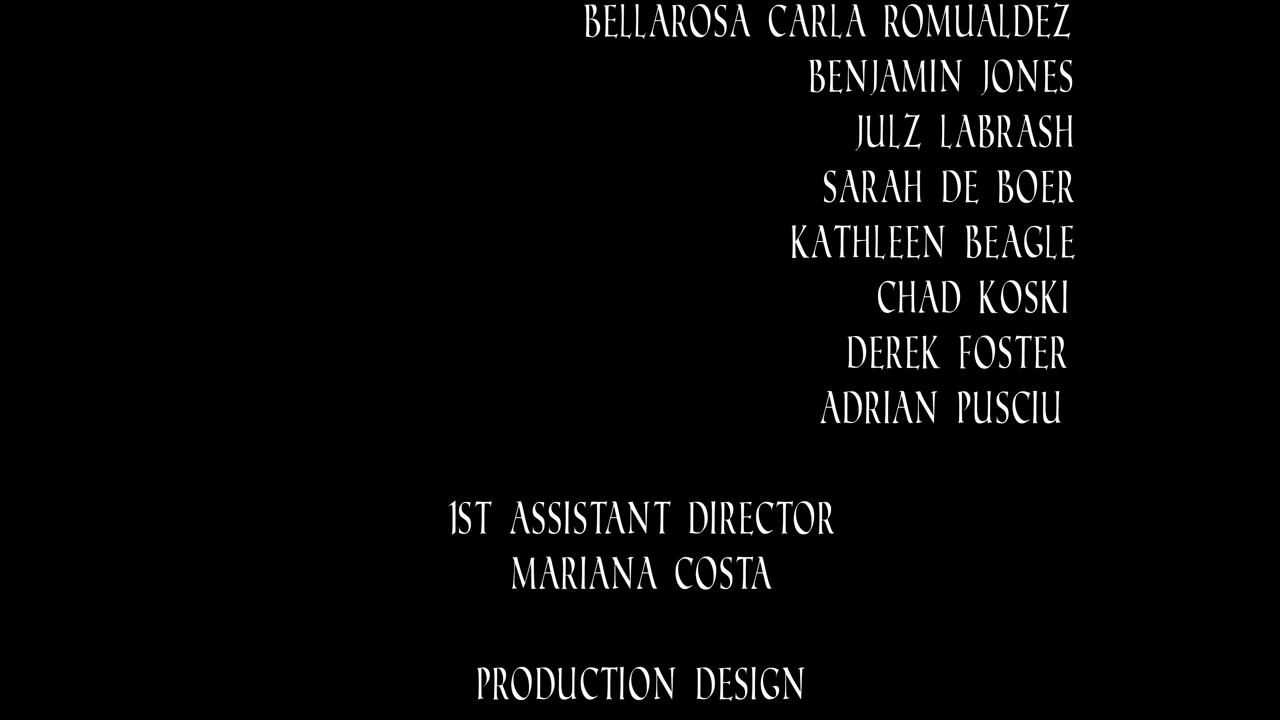 BELLAROSA CARLA ROMUALDEZ
BENJAMIN JONES
JULZ LABRASH
SARAH DE BOER
KATHLEEN BEAGLE
CHAD KOSKI
DEREK FOSTER
ADRIAN PUSCIU
1ST ASSISTANT DIRECTOR
MARIANA COSTA
PRODUCTION DESIGN